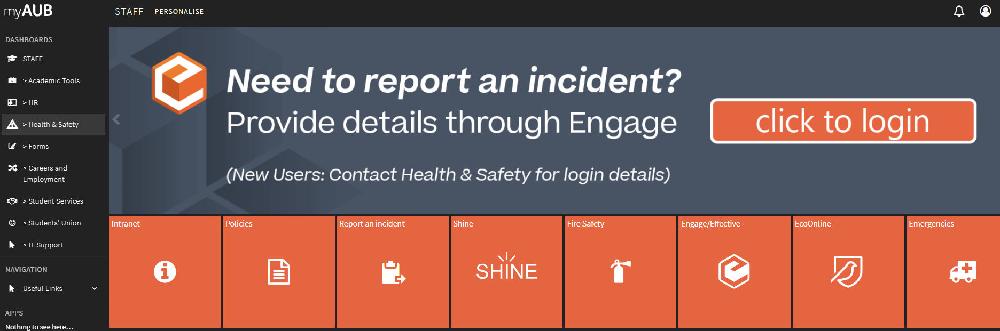 myAUB
STAFF PERSONALISE
DASHBOARDS
STAFF
> Academic Tools
> HR
> Health & Safety
> Forms
> Careers and
Employment
> Student Services
> Students' Union
> IT Support
NAVIGATION
Useful Links
APPS
Nothing to see here...
Need to report an incident?
Provide details through Engage
click to login
(New Users: Contact Health & Safety for login details)
Intranet
Policies
Report an incident
Shine
SHINE
Fire Safety
Engage/Effective
EcoOnline
Emergencies